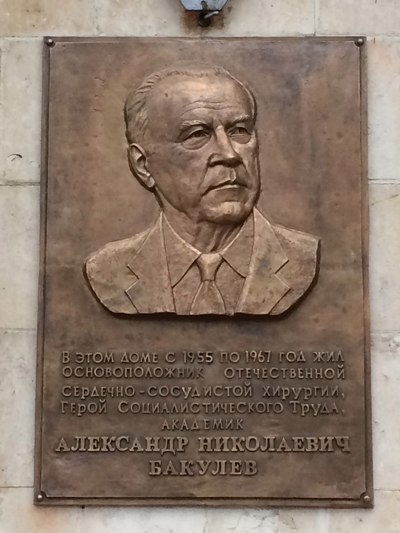 В ЭТОМ ДОМЕ С 1955 ПО 1967 ГОД ЖИЛ
ОСНОВОПОЛОЖНИК ОТЕЧЕСТВЕННОЙ
СЕРДЕЧНО-СОСУДИСТОЙ ХИРУРГИИ,
ГЕРОЙ СОЦИАЛИСТИЧЕСКОГО ТРУДА,
АКАДЕМИК
АЛЕКСАНДР НИКОЛАЕВИЧ
БАКУЛЕВ